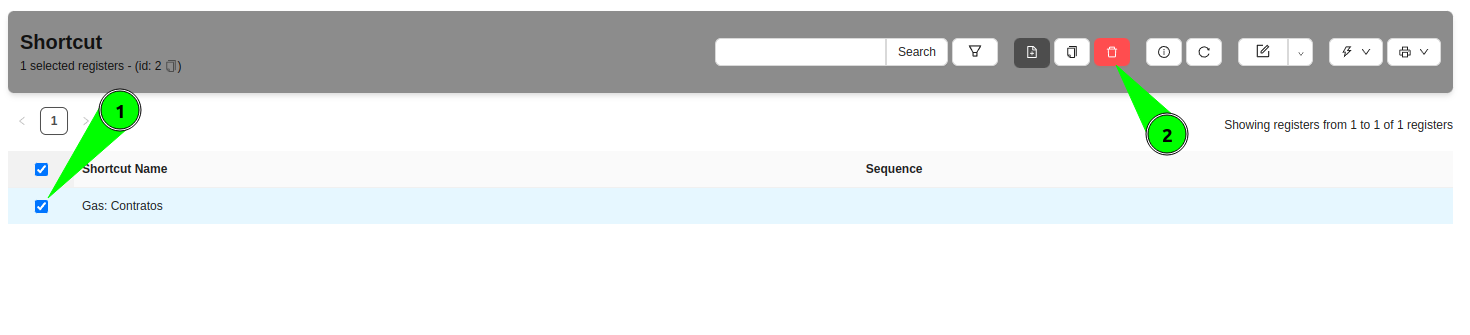 Shortcut
1 selected registers - (id: 2 )
Search
1
1
2
Showing registers from 1 to 1 of 1 registers
Shortcut Name Sequence
Gas: Contratos